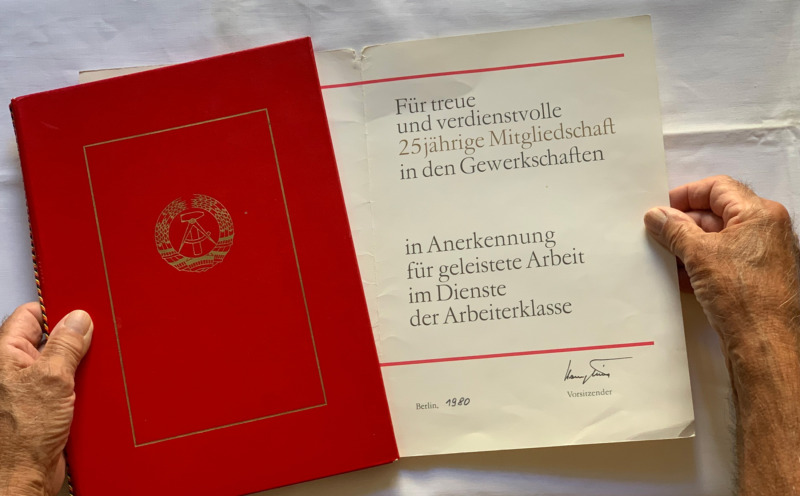 Für treue
und verdienstvolle
25jährige Mitgliedschaft
in den Gewerkschaften
in Anerkennung
für geleistete Arbeit
im Dienste
der Arbeiterklasse
Berlin, 1980
Vorsitzender